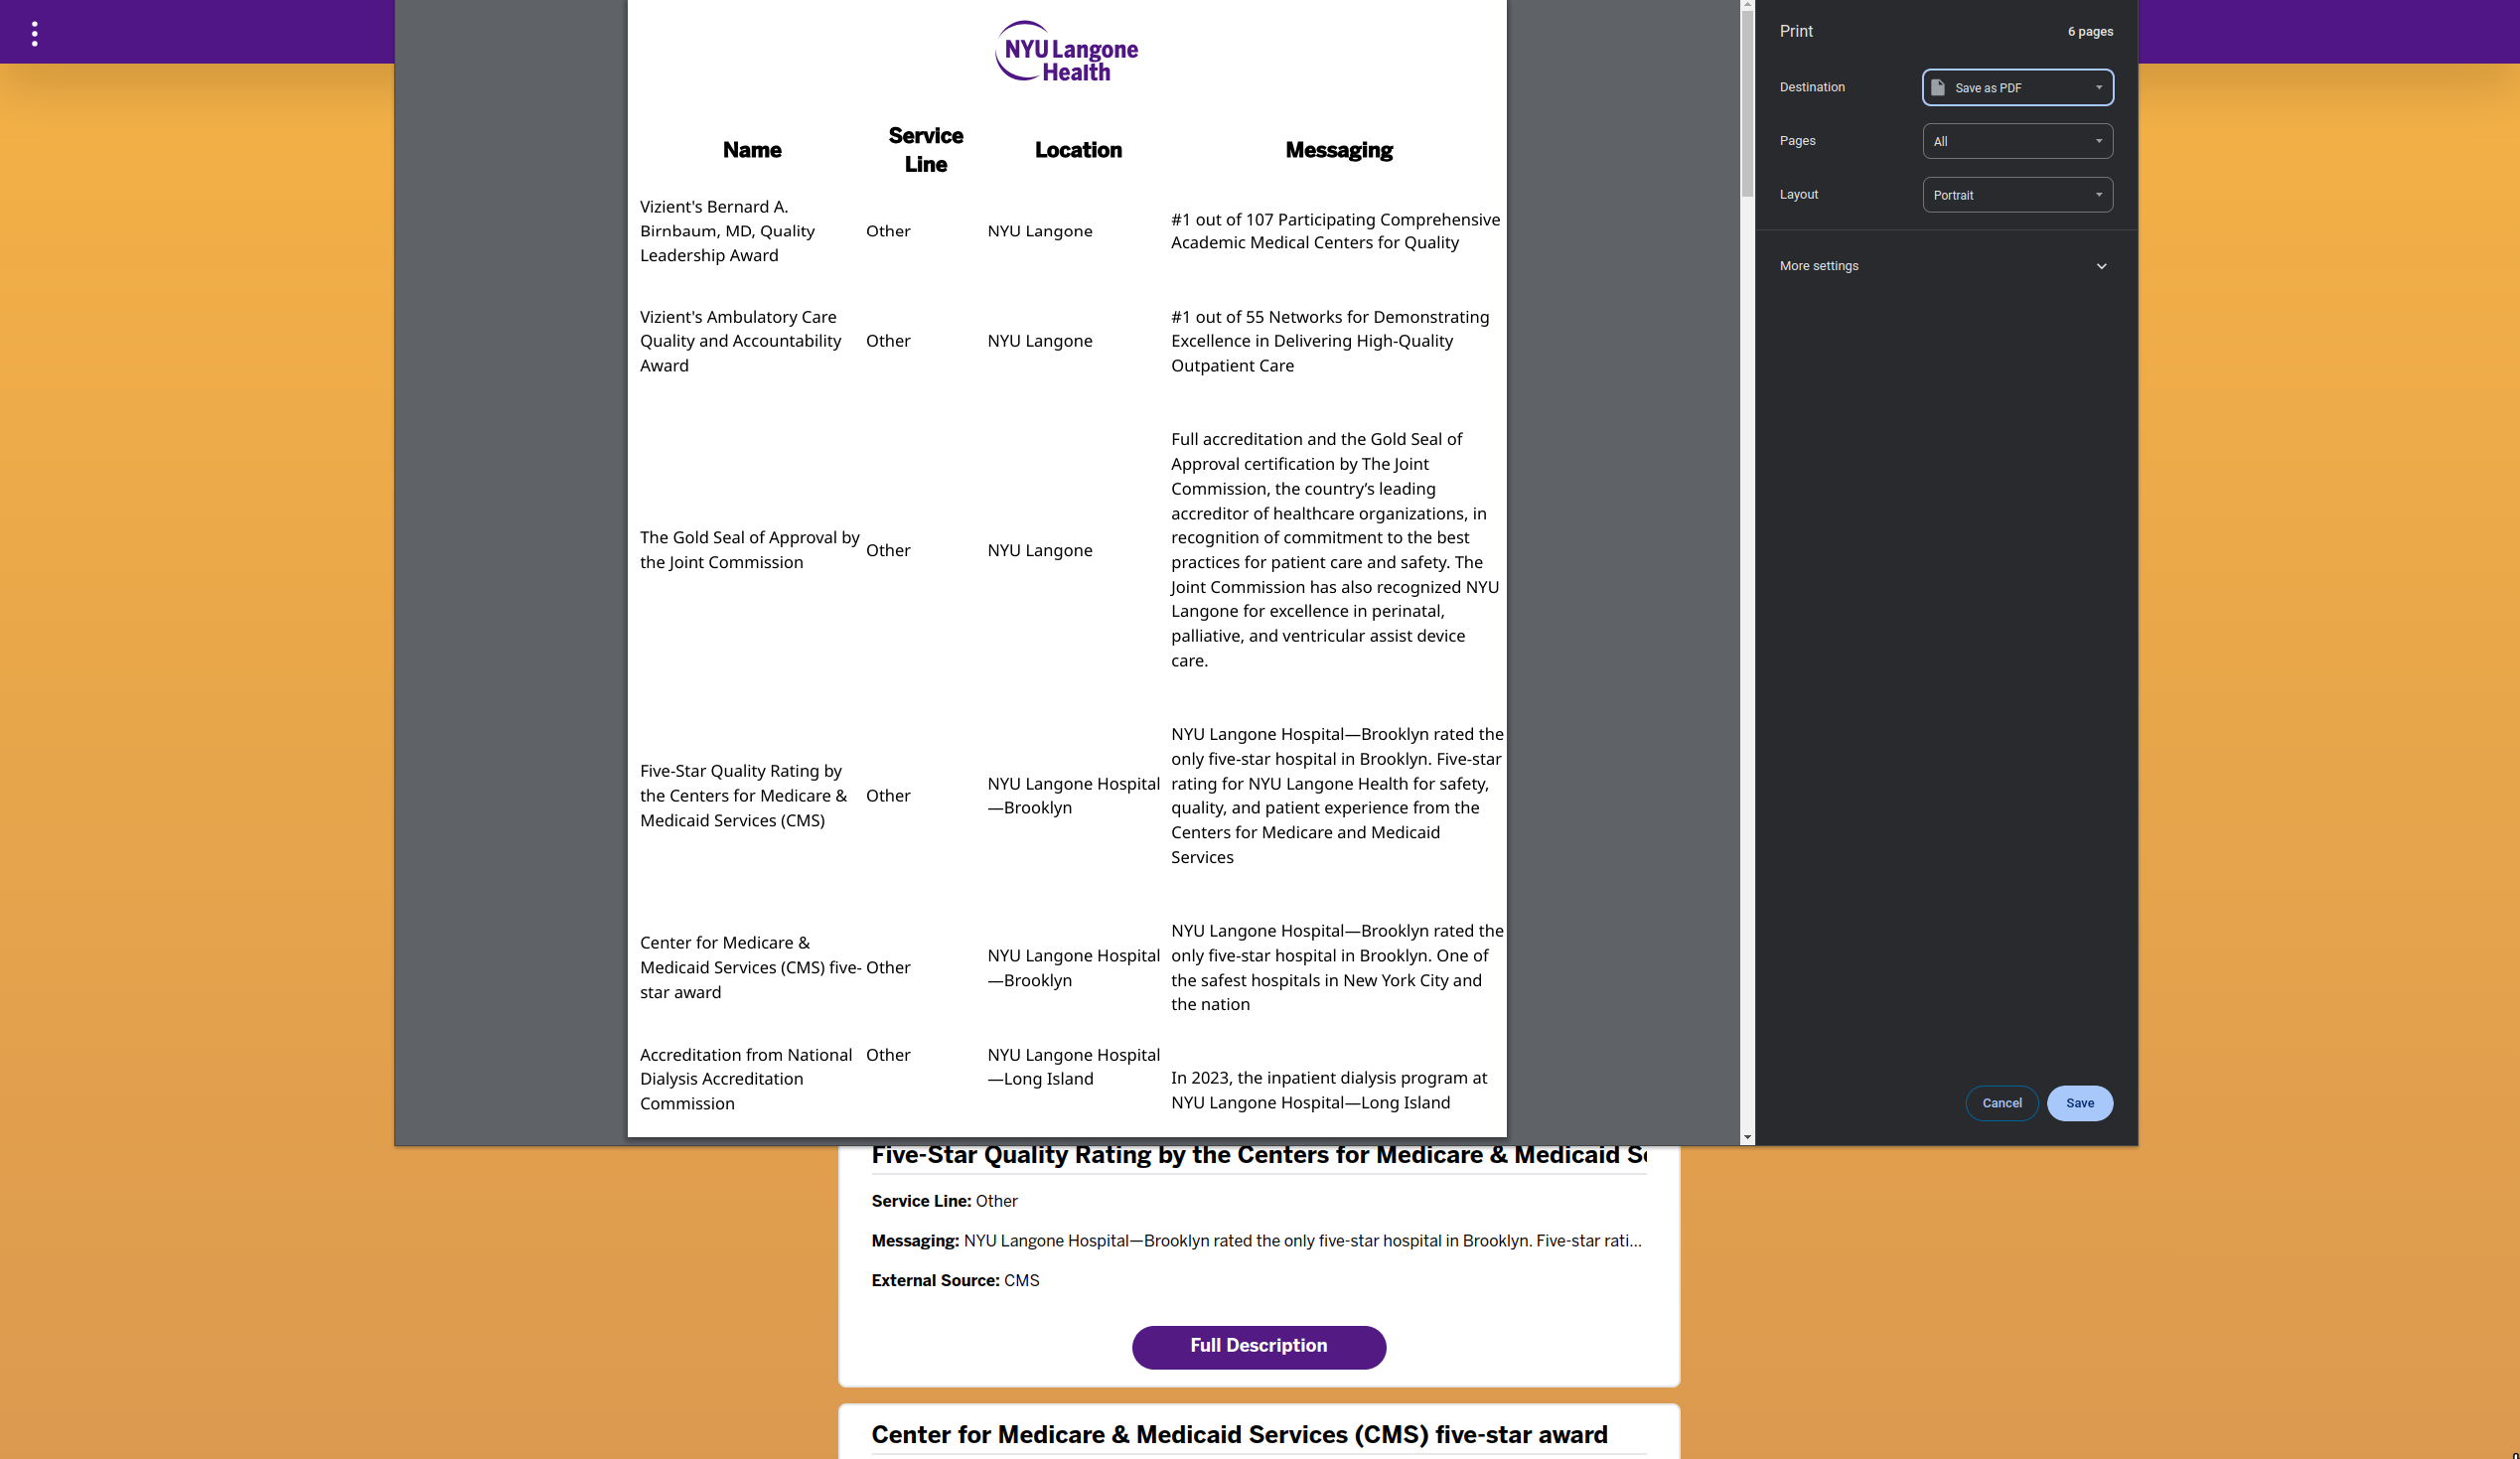 NYU Langone
Health
Name
Service
Line
Location
Messaging
Vizient's Bernard A.
Birnbaum, MD, Quality
Leadership Award
Other
NYU Langone
#1 out of 107 Participating Comprehensive
Academic Medical Centers for Quality
Vizient's Ambulatory Care
Quality and Accountability
Award
Other
NYU Langone
#1 out of 55 Networks for Demonstrating
Excellence in Delivering High-Quality
Outpatient Care
The Gold Seal of Approval by
the Joint Commission
Other
NYU Langone
Full accreditation and the Gold Seal of
Approval certification by The Joint
Commission, the country’s leading
accreditor of healthcare organizations, in
recognition of commitment to the best
practices for patient care and safety. The
Joint Commission has also recognized NYU
Langone for excellence in perinatal,
palliative, and ventricular assist device
care.
Five-Star Quality Rating by
the Centers for Medicare &
Medicaid Services (CMS)
Other
NYU Langone Hospital
—Brooklyn
NYU Langone Hospital—Brooklyn rated the
only five-star hospital in Brooklyn. Five-star
rating for NYU Langone Health for safety,
quality, and patient experience from the
Centers for Medicare and Medicaid
Services
Center for Medicare &
Medicaid Services (CMS) five-
star award
Other
NYU Langone Hospital
—Brooklyn
NYU Langone Hospital—Brooklyn rated the
only five-star hospital in Brooklyn. One of
the safest hospitals in New York City and
the nation
Accreditation from National
Dialysis Accreditation
Commission
Other
NYU Langone Hospital
—Long Island
In 2023, the inpatient dialysis program at
NYU Langone Hospital—Long Island
Print
6 pages
Destination
Save as PDF
Pages
All
Layout
Portrait
More settings
Cancel
Save
Five-Star Quality Rating by the Centers for Medicare & Medicaid
Service Line: Other
Messaging: NYU Langone Hospital—Brooklyn rated the only five-star hospital in Brooklyn. Five-star rati...
External Source: CMS
Full Description
Center for Medicare & Medicaid Services (CMS) five-star award